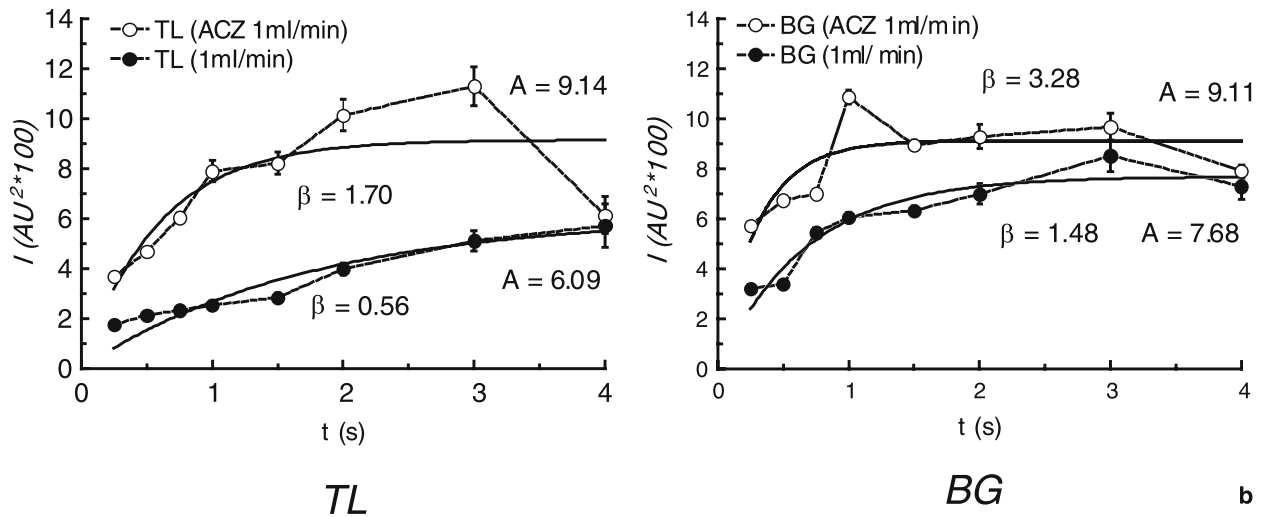 14
12
10
8
6
4
2
0
I (AU²*100)
TL (ACZ 1ml/min)
TL (1ml/min)
A = 9.14
β = 1.70
A = 6.09
β = 0.56
0 1 2 3 4
t (s)
TL
14
12
10
8
6
4
2
0
I (AU²*100)
BG (ACZ 1ml/min)
BG (1ml/ min)
β = 3.28
A = 9.11
β = 1.48 A = 7.68
0 1 2 3 4
t (s)
BG
b